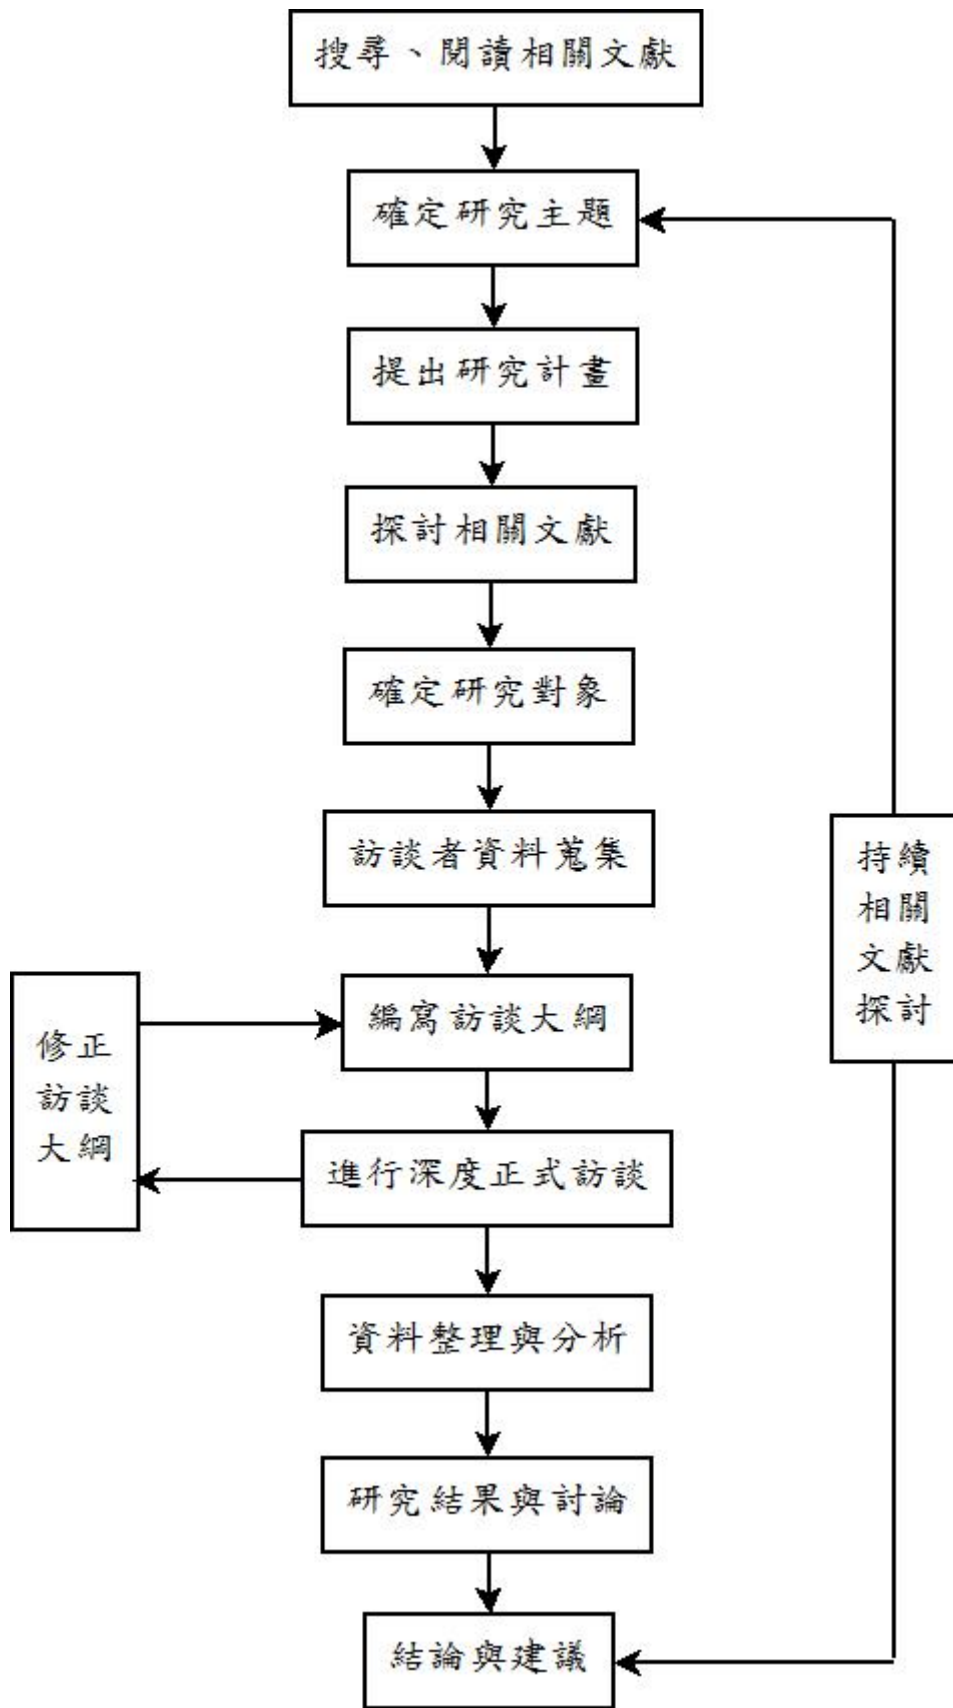 搜尋、閱讀相關文獻
確定研究主題
提出研究計畫
探討相關文獻
確定研究對象
訪談者資料蒐集
持續
相關
文獻
探討
編寫訪談大綱
修正
訪談
大綱
進行深度正式訪談
資料整理與分析
研究結果與討論
結論與建議